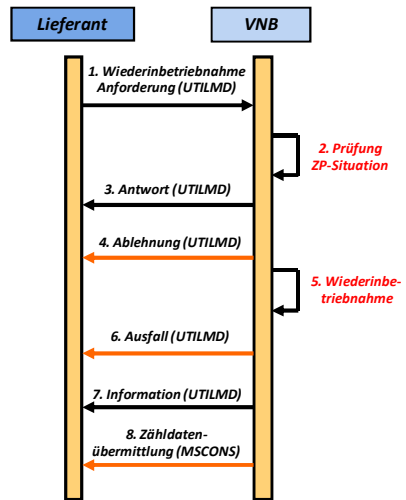 Lieferant
VNB
1. Wiederinbetriebnahme
Anforderung (UTILMD)
2. Prüfung
ZP-Situation
3. Antwort (UTILMD)
4. Ablehnung (UTILMD)
5. Wiederinbe-
triebnahme
6. Ausfall (UTILMD)
7. Information (UTILMD)
8. Zähldaten-
übermittlung (MSCONS)